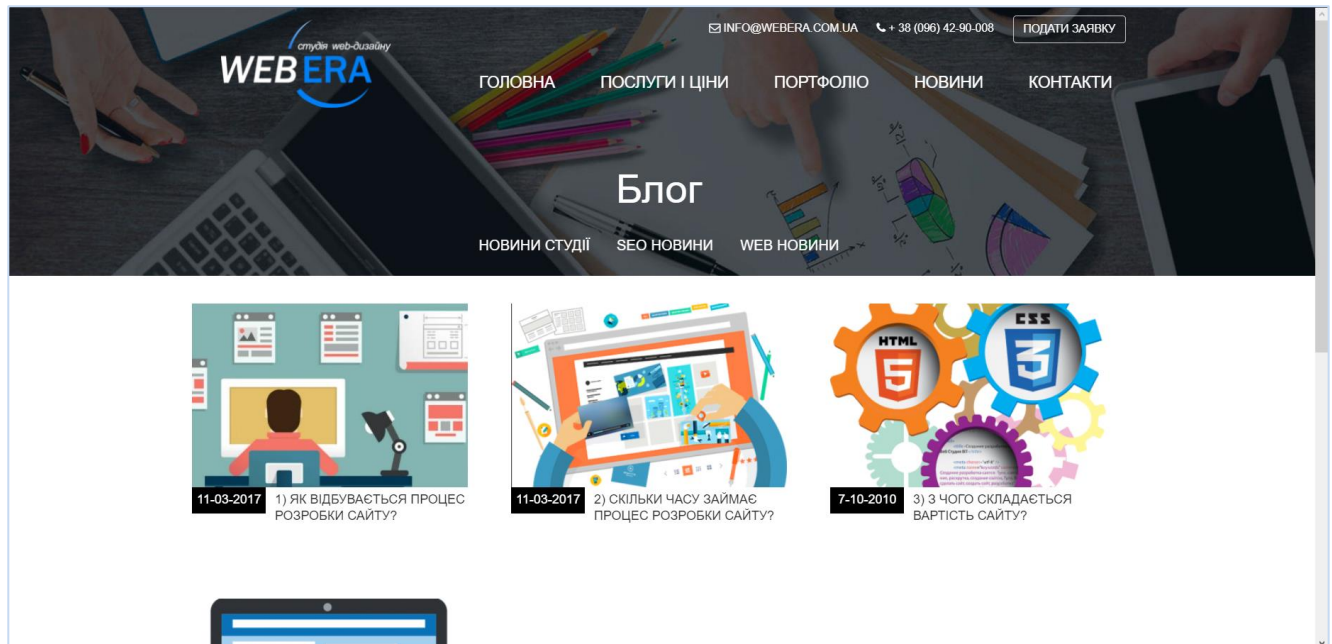 студія web-дизайну
WEB ERA
INFO@WEBERA.COM.UA + 38 (096) 42-90-008 ПОДАТИ ЗАЯВКУ
ГОЛОВНА ПОСЛУГИ І ЦІНИ ПОРТФОЛІО НОВИНИ КОНТАКТИ
Блог
НОВИНИ СТУДІЇ SEO НОВИНИ WEB НОВИНИ
HTML
5
CSS
3
11-03-2017 1) ЯК ВІДБУВАЄТЬСЯ ПРОЦЕС
РОЗРОБКИ САЙТУ?
11-03-2017 2) СКІЛЬКИ ЧАСУ ЗАЙМАЄ
ПРОЦЕС РОЗРОБКИ САЙТУ?
7-10-2010 3) З ЧОГО СКЛАДАЄТЬСЯ
ВАРТІСТЬ САЙТУ?